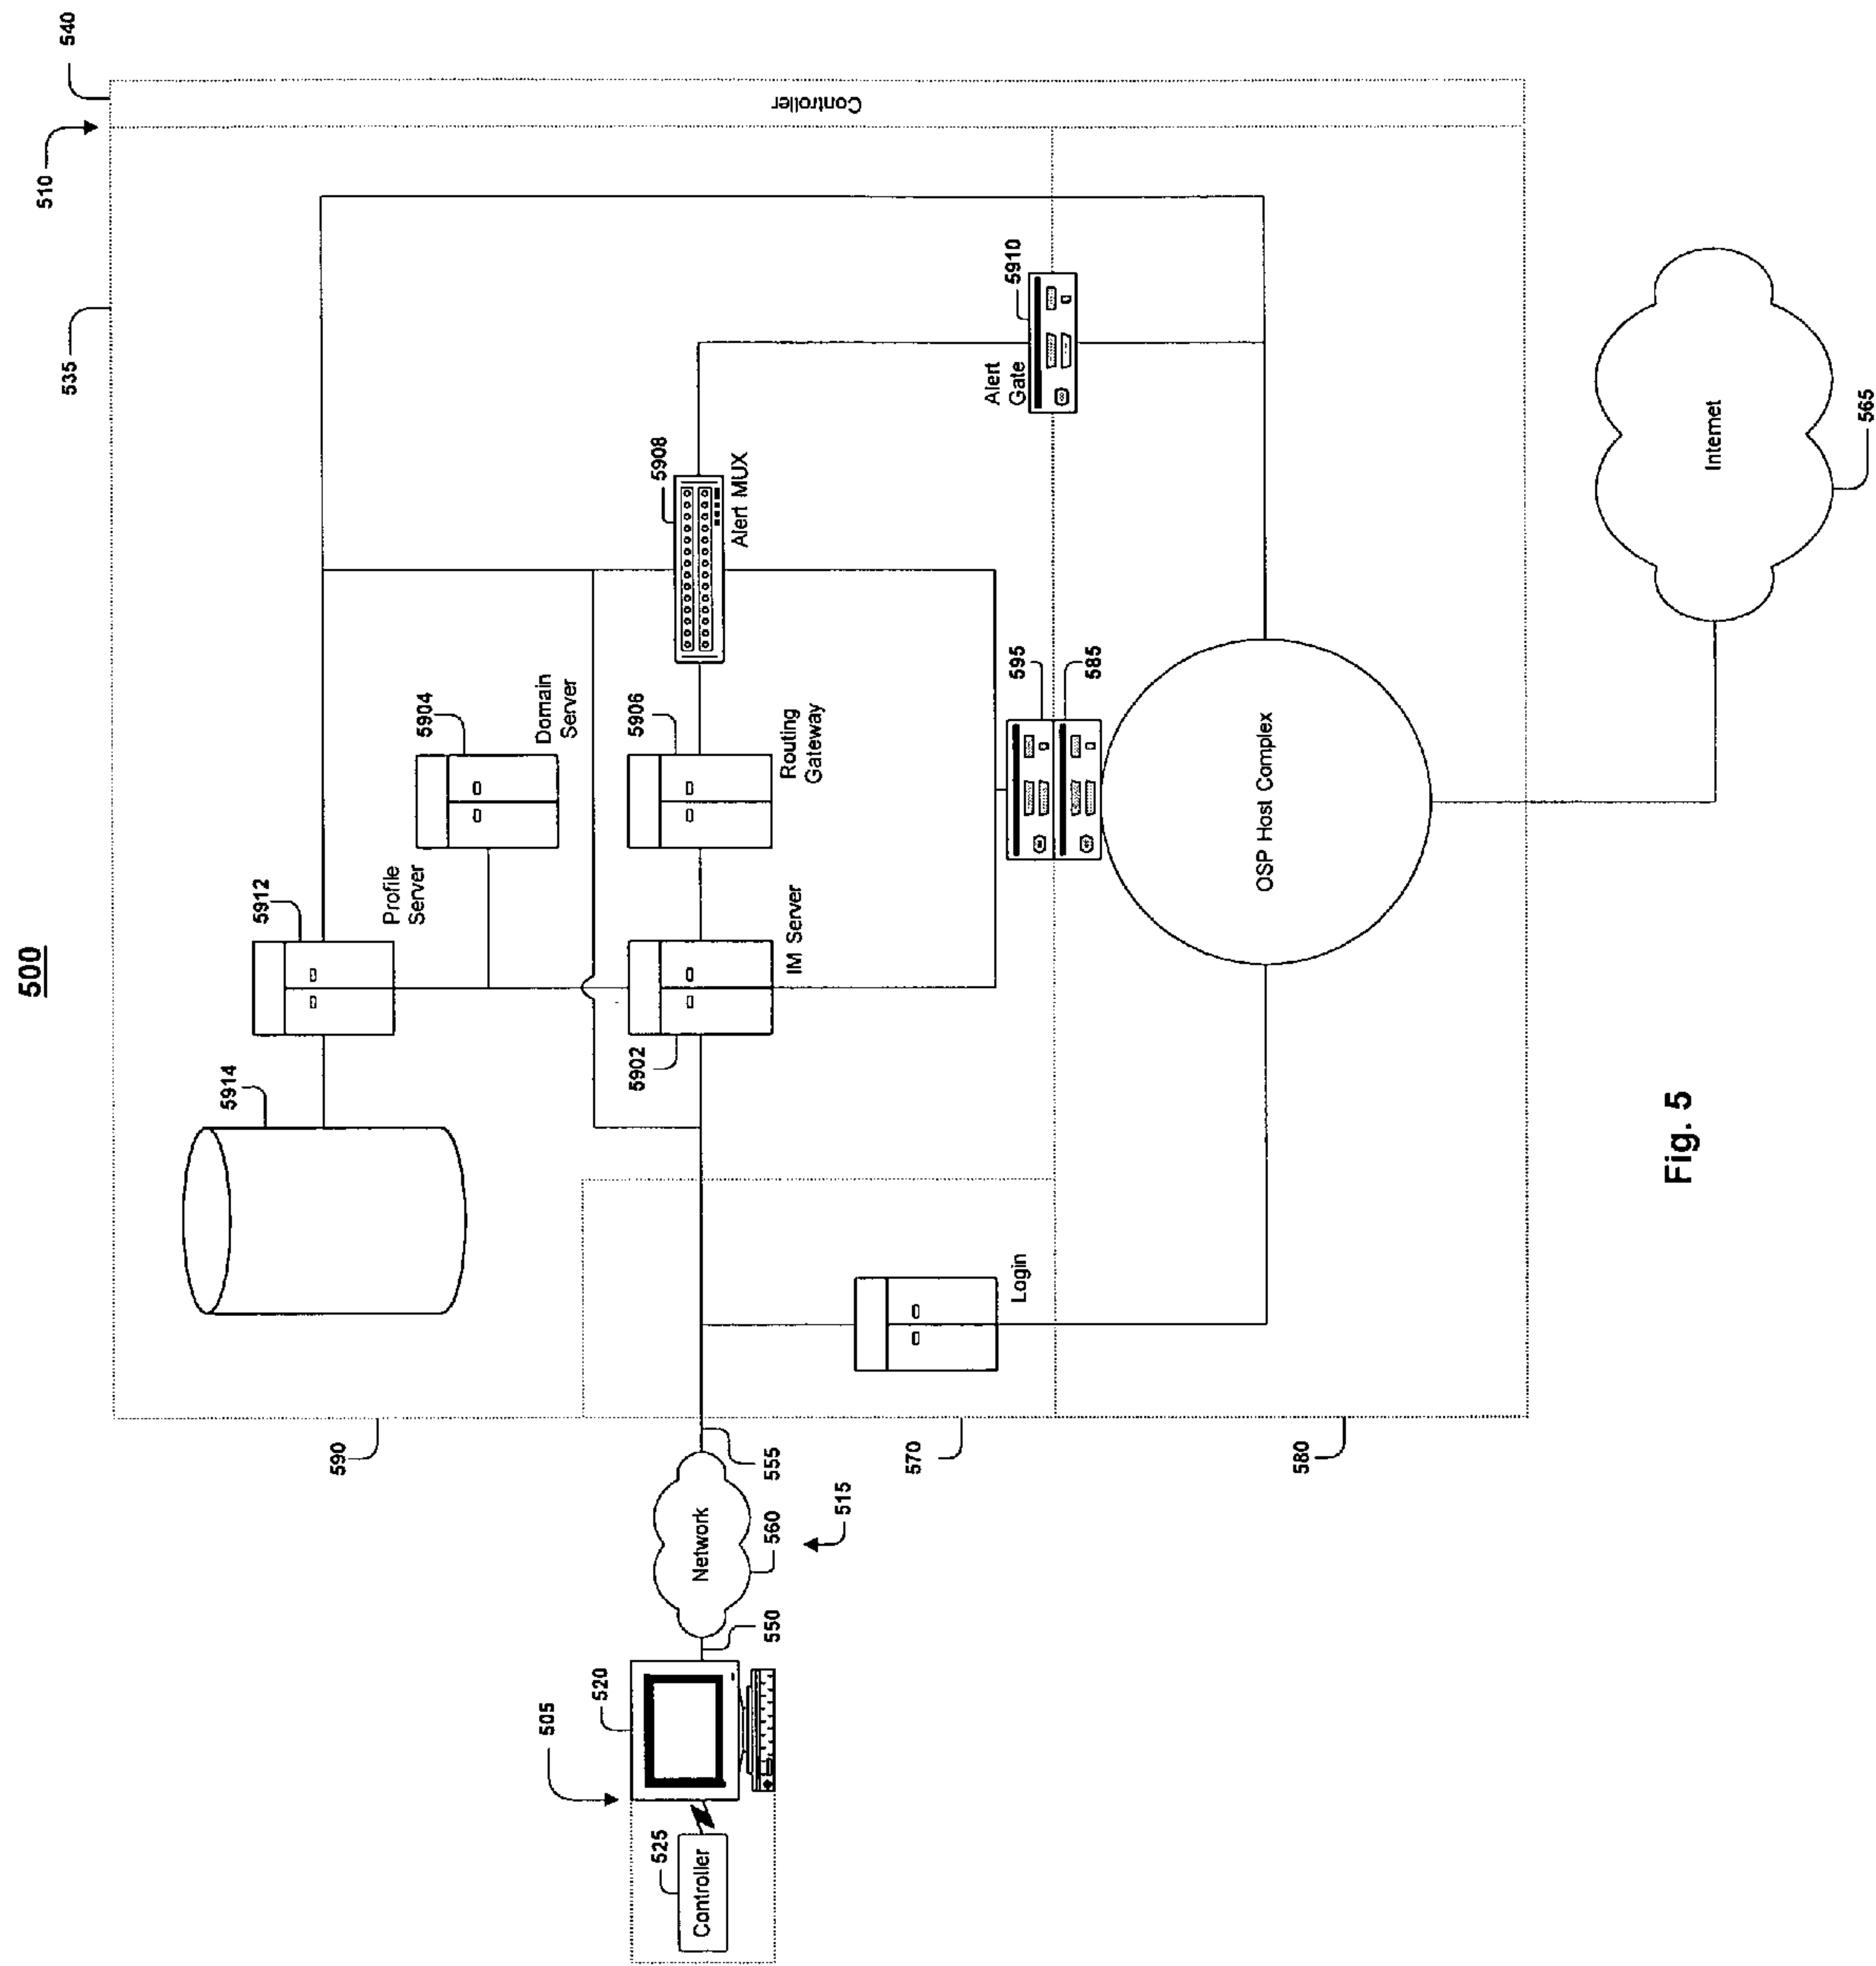 500
510
540
535
Controller
5912
Profile
Server
5914
5904
Domain
Server
5906
Routing
Gateway
5908
Alert MUX
5910
Alert
Gate
5902
IM Server
595
585
OSP Host Complex
Login
590
570
580
Internet
565
505
520
525
Controller
550
Network
560
555
515
Fig. 5